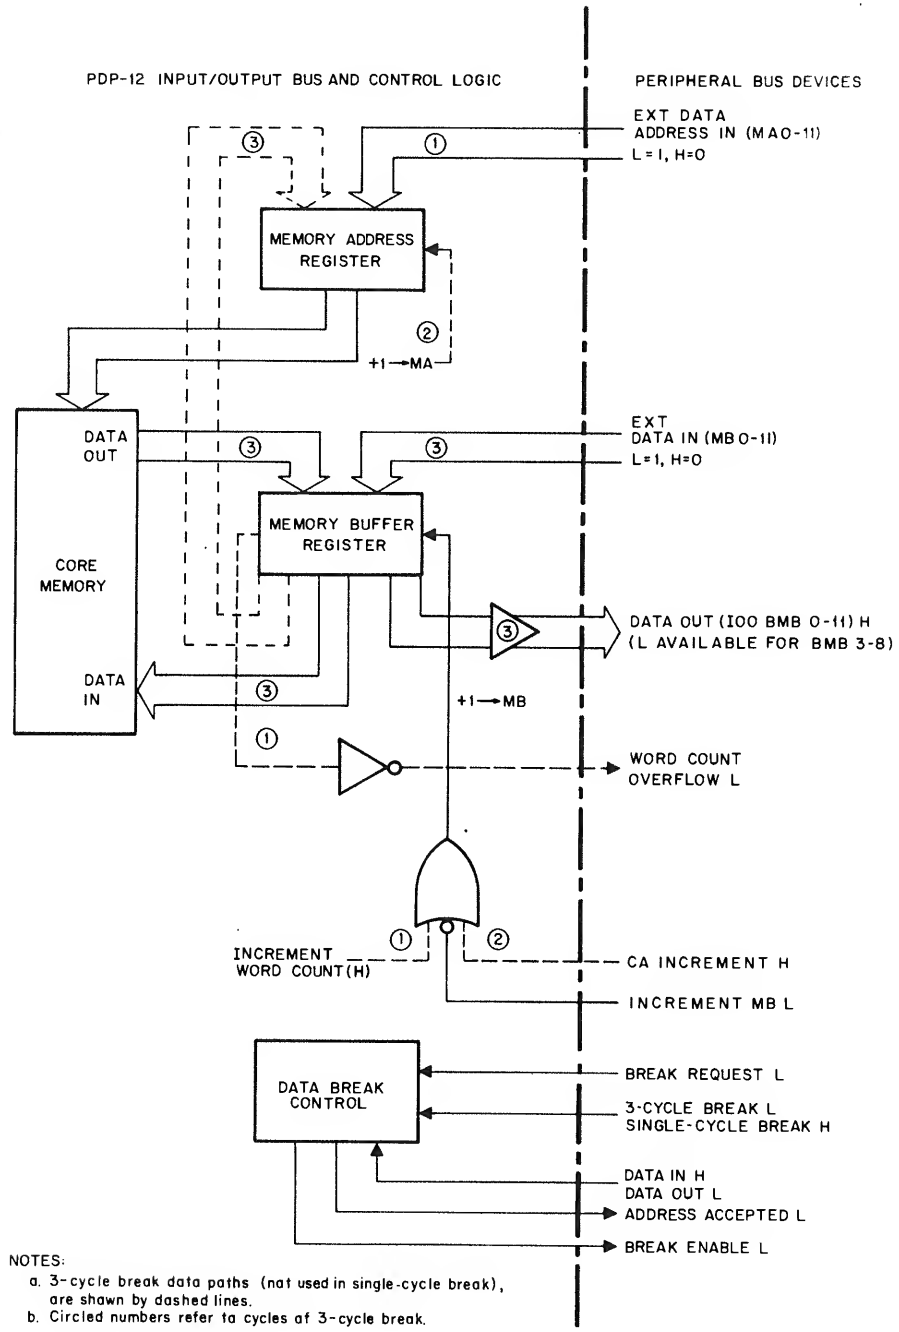 PDP-12 INPUT/OUTPUT BUS AND CONTROL LOGIC
PERIPHERAL BUS DEVICES
EXT DATA
ADDRESS IN (MA0-11)
L=1, H=0
3
1
MEMORY ADDRESS
REGISTER
2
+1→MA
DATA
OUT
3
EXT
DATA IN (MB0-11)
3
L=1, H=0
MEMORY BUFFER
REGISTER
CORE
MEMORY
3
DATA OUT (IOO BMB 0-11) H
(L AVAILABLE FOR BMB 3-8)
DATA
IN
3
+1→MB
1
WORD COUNT
OVERFLOW L
1
2
INCREMENT
WORD COUNT(H)
CA INCREMENT H
INCREMENT MB L
DATA BREAK
CONTROL
BREAK REQUEST L
3-CYCLE BREAK L
SINGLE-CYCLE BREAK H
DATA IN H
DATA OUT L
ADDRESS ACCEPTED L
BREAK ENABLE L
NOTES:
a. 3-cycle break data paths (not used in single-cycle break),
are shown by dashed lines.
b. Circled numbers refer to cycles of 3-cycle break.